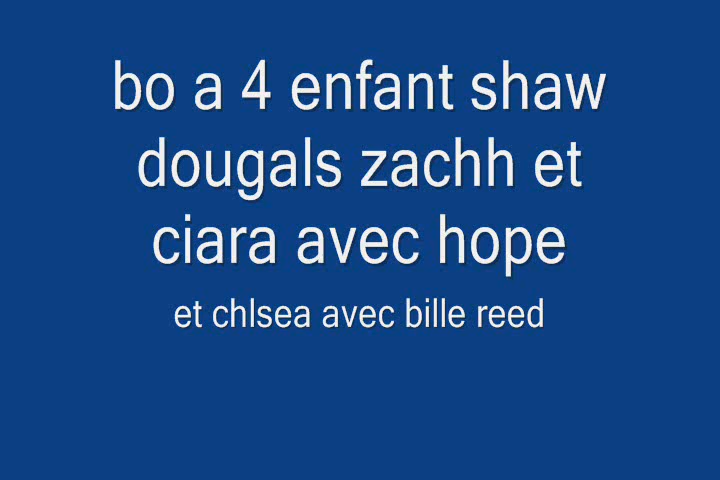 bo a 4 enfant shaw
dougals zachh et
ciara avec hope
et chlsea avec bille reed